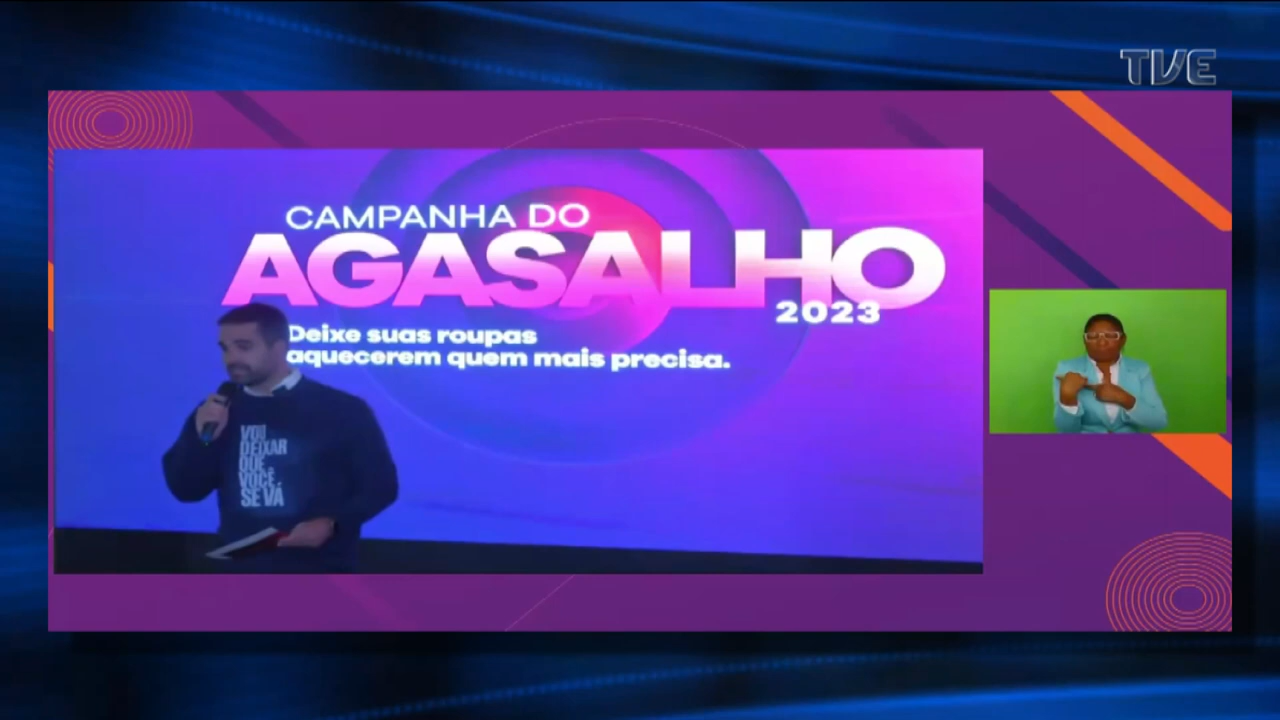 TVE
CAMPANHA DO
AGASALHO
2023
Deixe suas roupas
aquecerem quem mais precisa.
VOU
DEIXAR
QUE
VOCÊ
SE VÁ